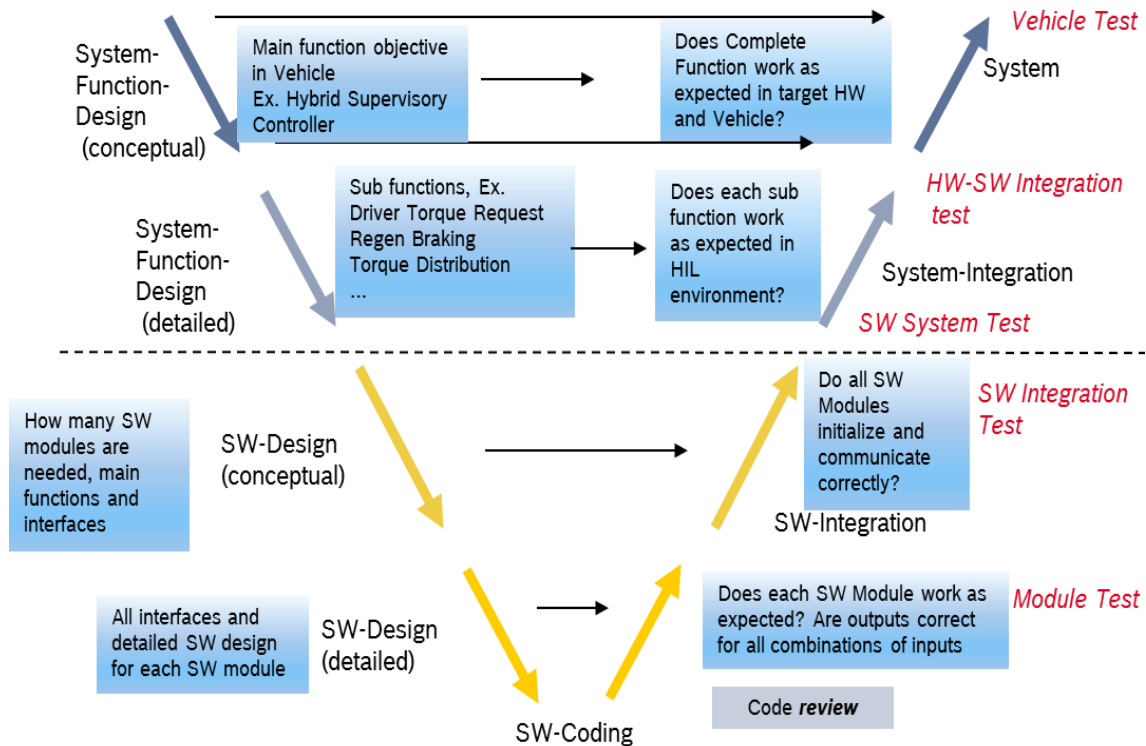 Vehicle Test
System-
Function-
Design
(conceptual)
Main function objective
in Vehicle
Ex. Hybrid Supervisory
Controller
Does Complete
Function work as
expected in target HW
and Vehicle?
System
HW-SW Integration
test
System-
Function-
Design
(detailed)
Sub functions, Ex.
Driver Torque Request
Regen Braking
Torque Distribution
...
Does each sub
function work
as expected in
HIL
environment?
System-Integration
SW System Test
How many SW
modules are
needed, main
functions and
interfaces
SW-Design
(conceptual)
Do all SW
Modules
initialize and
communicate
correctly?
SW Integration
Test
SW-Integration
All interfaces and
detailed SW design
for each SW module
SW-Design
(detailed)
Does each SW Module work as
expected? Are outputs correct
for all combinations of inputs
Module Test
SW-Coding
Code review